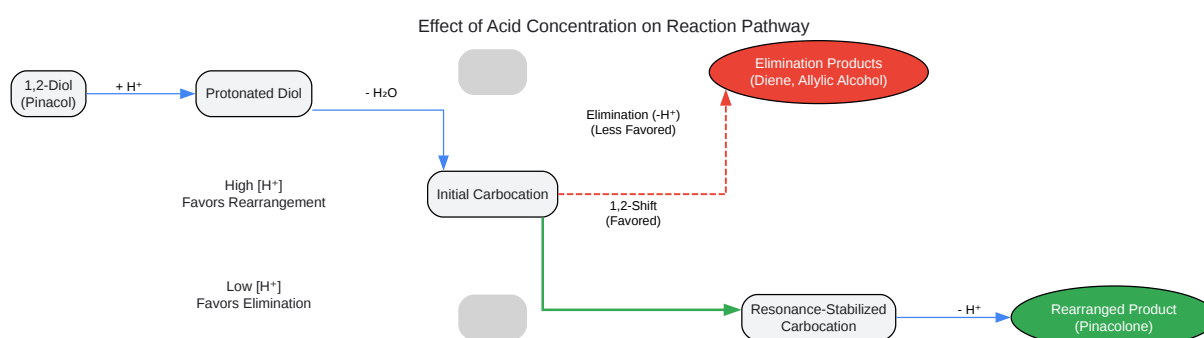 Effect of Acid Concentration on Reaction Pathway
1,2-Diol
(Pinacol)
+ H⁺
Protonated Diol
- H₂O
Elimination Products
(Diene, Allylic Alcohol)
Elimination (-H⁺)
(Less Favored)
High [H⁺]
Favors Rearrangement
Initial Carbocation
1,2-Shift
(Favored)
Low [H⁺]
Favors Elimination
Resonance-Stabilized
Carbocation
- H⁺
Rearranged Product
(Pinacolone)